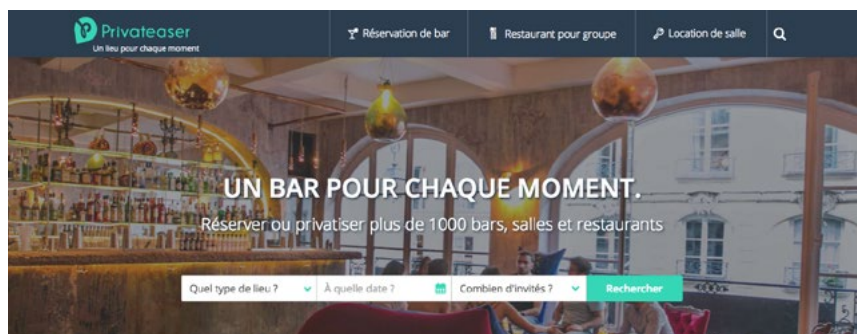 Privateaser
Un lieu pour chaque moment
Réservation de bar
Restaurant pour groupe
Location de salle
UN BAR POUR CHAQUE MOMENT.
Réserver ou privatiser plus de 1000 bars, salles et restaurants
Quel type de lieu ?
À quelle date ?
Combien d'invités ?
Rechercher